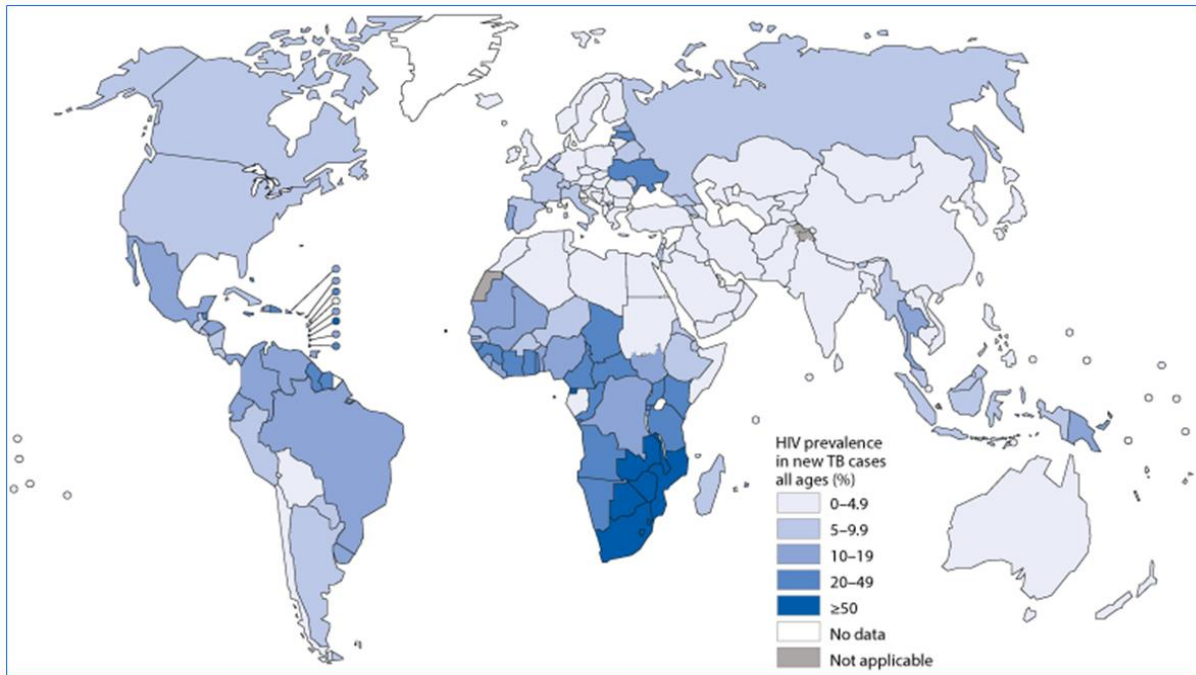 HIV prevalence
in new TB cases
all ages (%)
0–4.9
5–9.9
10–19
20–49
≥50
No data
Not applicable